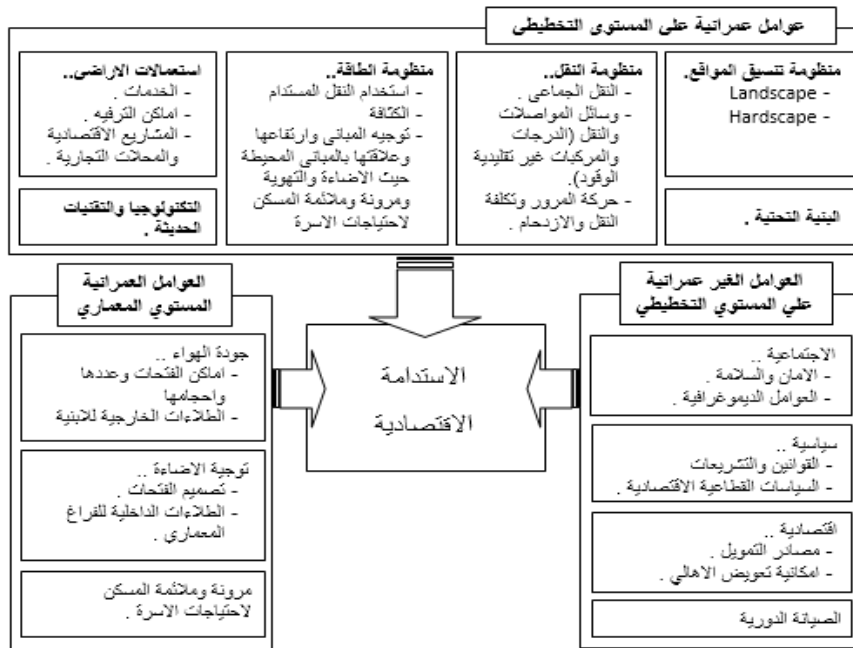 عوامل عمرانية على المستوى التخطيطي
منظومة تنسيق المواقع.
- Landscape
- Hardscape
البنية التحتية .
منظومة النقل..
- النقل الجماعى .
- وسائل المواصلات
والنقل (الدرجات
والمركبات غير تقليدية
الوقود).
- حركة المرور وتكلفة
النقل والازدحام .
منظومة الطاقة..
- استخدام النقل المستدام
- الكثافة
- توجيه المبانى وارتفاعها
وعلاقتها بالمبانى المحيطة
حيث الاضاءة والتهوية
ومرونة وملائمة المسكن
لاحتياجات الاسرة
استعمالات الاراضى..
- الخدمات .
- اماكن الترفيه .
- المشاريع الاقتصادية
والمحلات التجارية .
التكنولوجيا والتقنيات
الحديثة .
العوامل الغير عمرانية
علي المستوي التخطيطي
الاجتماعية ..
- الامان والسلامة .
- العوامل الديموغرافية .
سياسية ..
- القوانين والتشريعات
- السياسات القطاعية الاقتصادية .
اقتصادية ..
- مصادر التمويل .
- امكانية تعويض الاهالي .
الصيانة الدورية
الاستدامة
الاقتصادية
العوامل العمرانية
المستوي المعماري
جودة الهواء ..
- اماكن الفتحات وعددها
واحجامها
- الطلاءات الخارجية للابنية
توجية الاضاءة ..
- تصميم الفتحات .
- الطلاءات الداخلية للفراغ
المعماري .
مرونة وملائمة المسكن
لاحتياجات الاسرة .